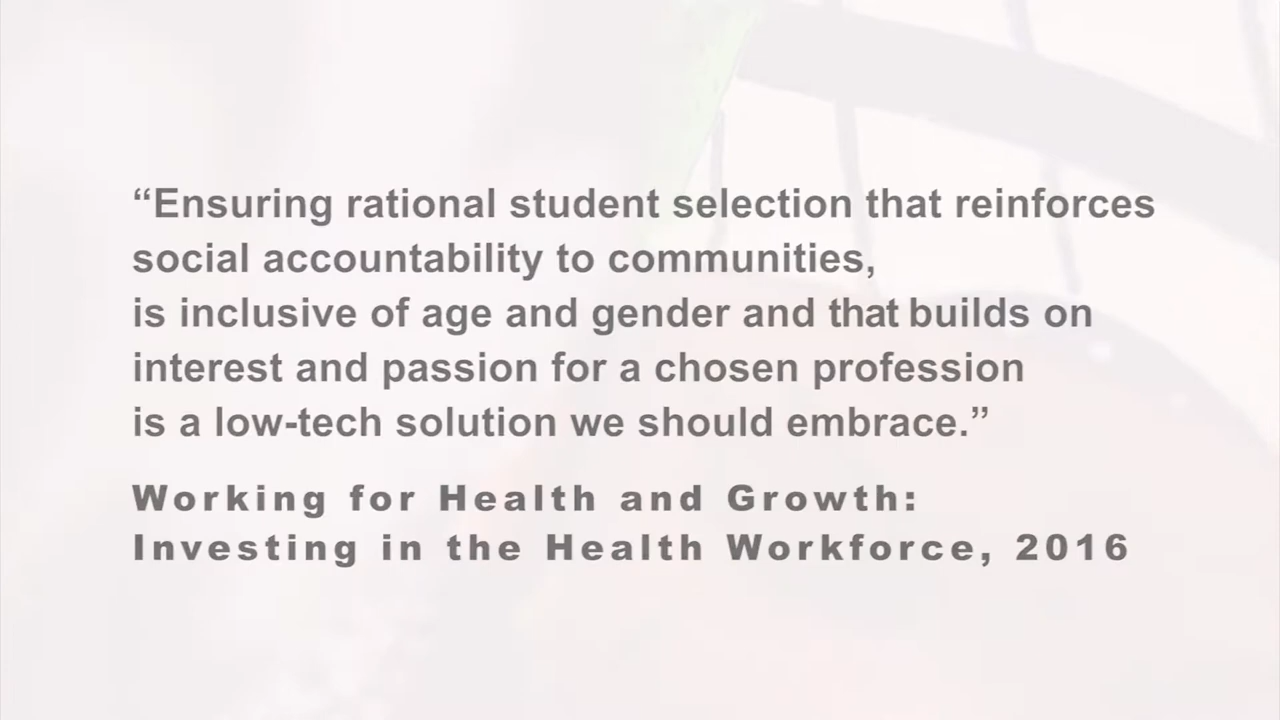 “Ensuring rational student selection that reinforces
social accountability to communities,
is inclusive of age and gender and that builds on
interest and passion for a chosen profession
is a low-tech solution we should embrace.”
Working for Health and Growth:
Investing in the Health Workforce, 2016